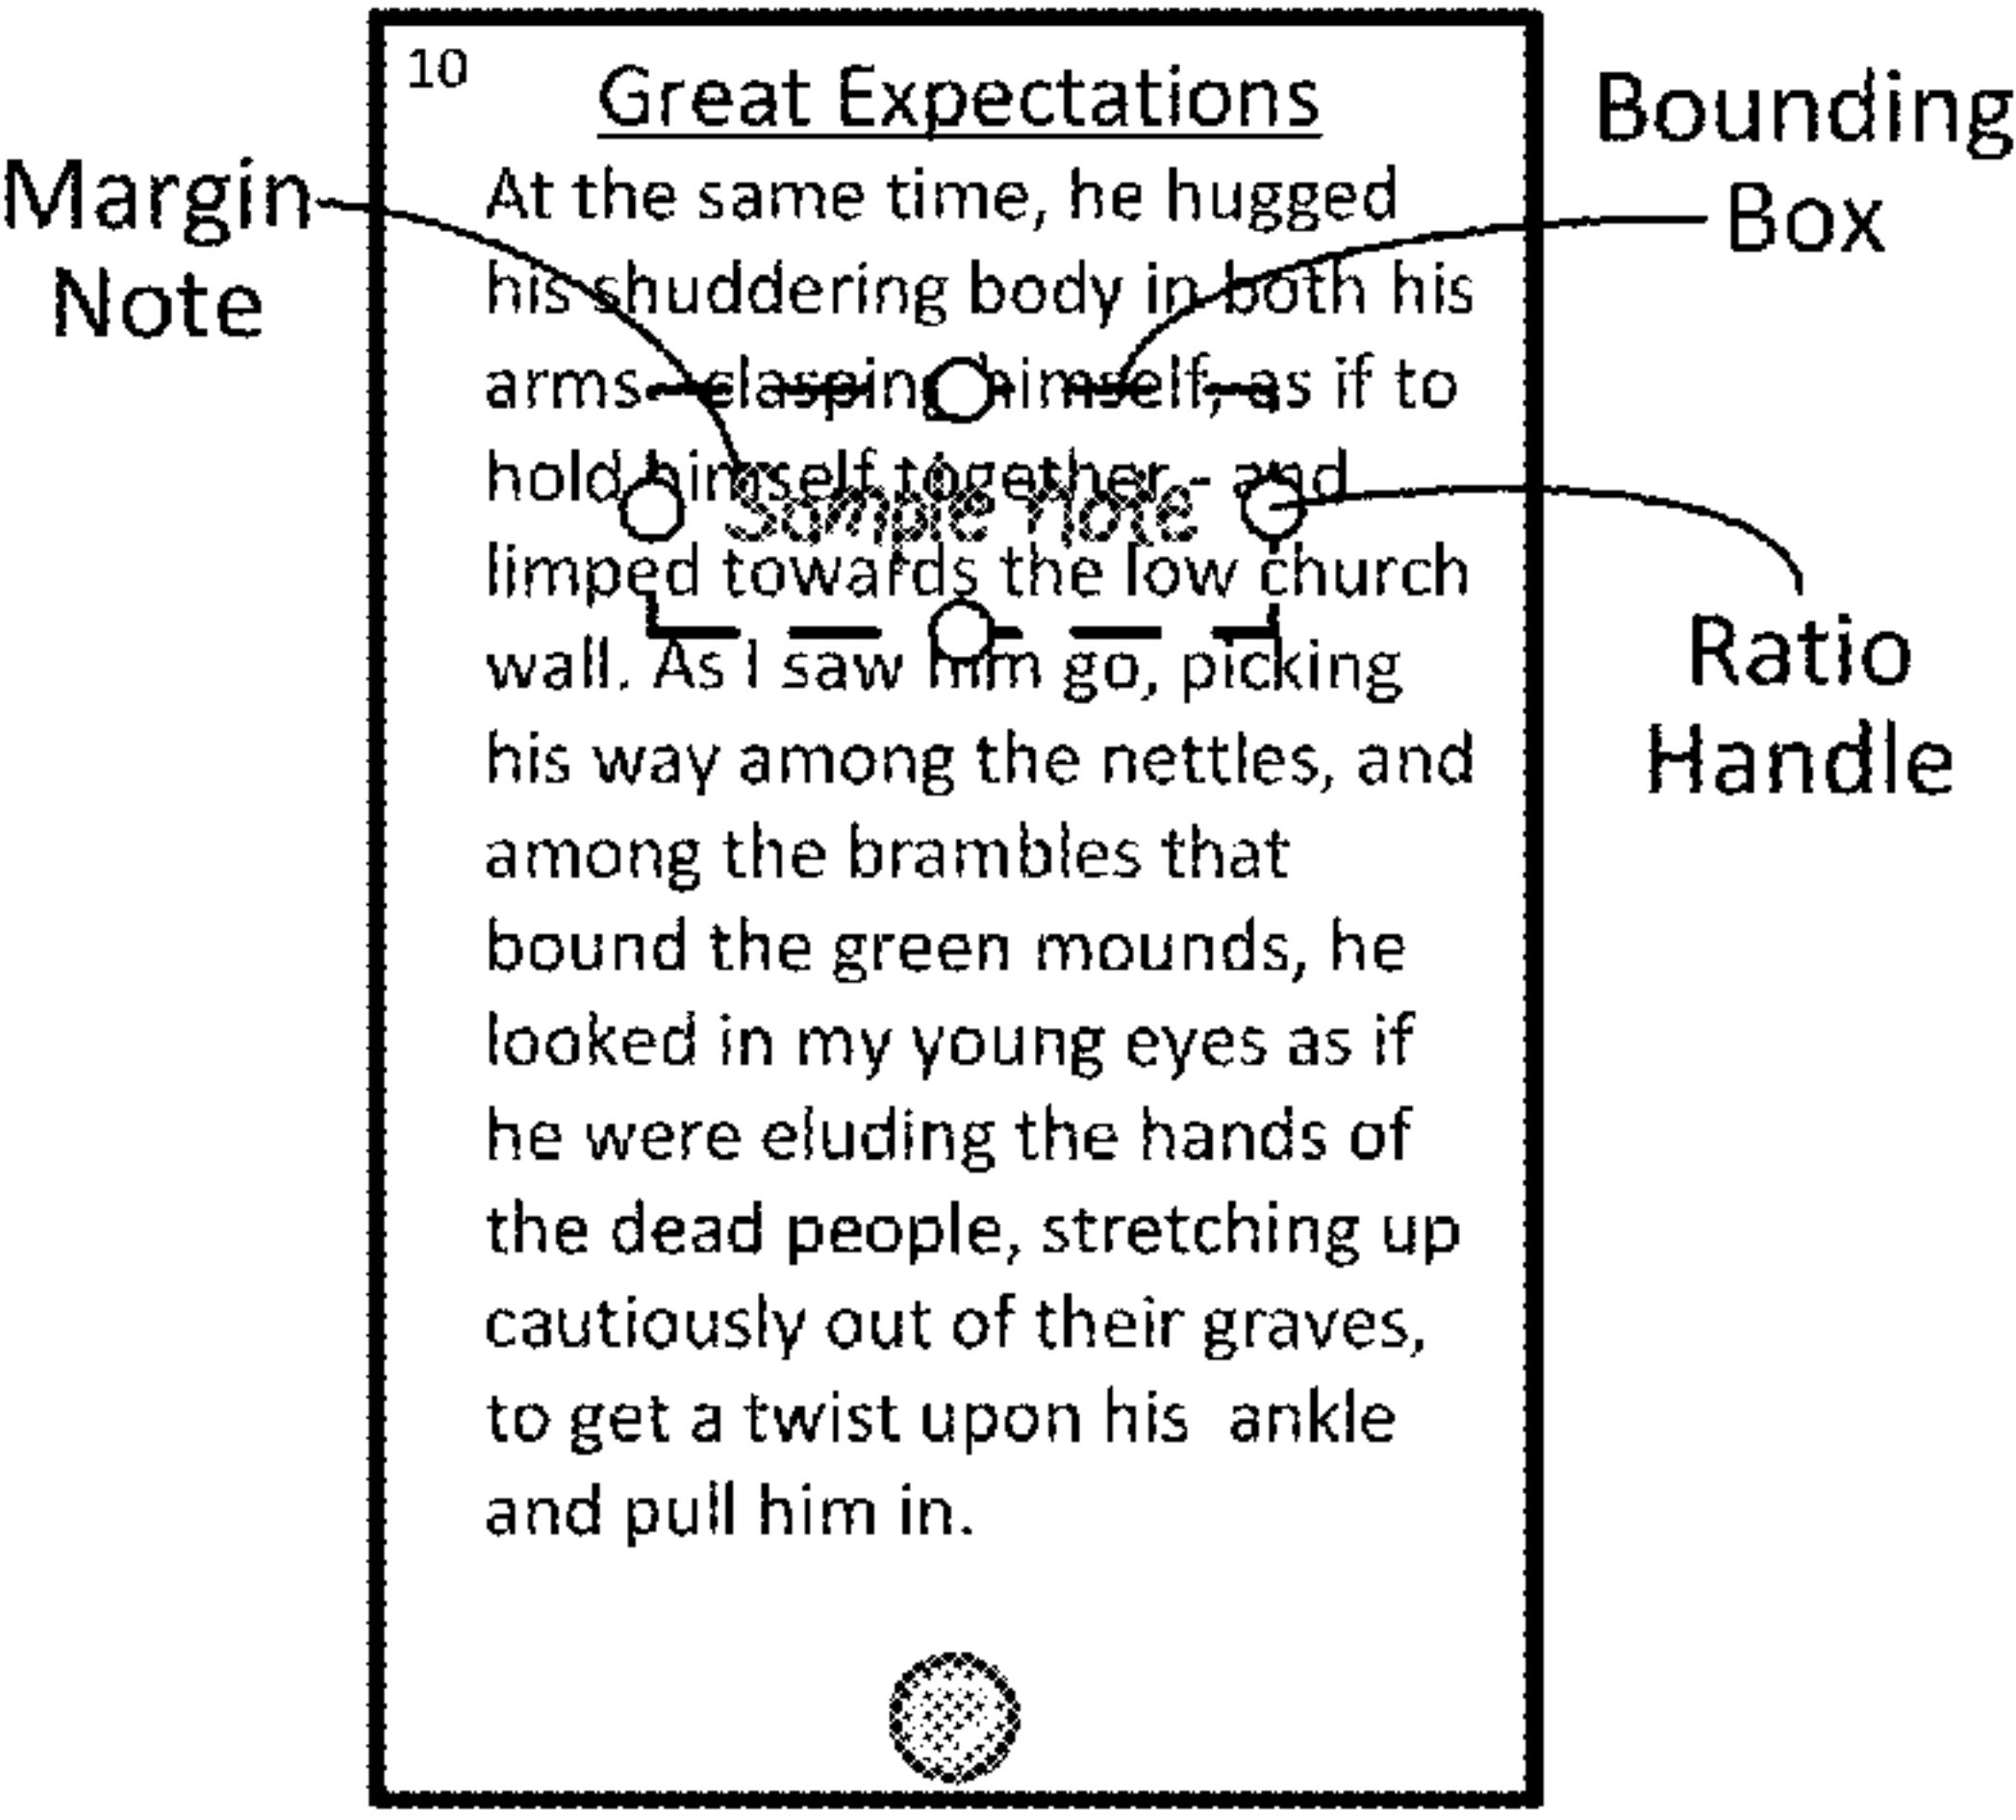 10
Great Expectations
Margin
Note
Bounding
Box
At the same time, he hugged
his shuddering body in both his
arms - clasping himself, as if to
hold himself together - and
Sample Note
limped towards the low church
wall. As I saw him go, picking
his way among the nettles, and
among the brambles that
bound the green mounds, he
looked in my young eyes as if
he were eluding the hands of
the dead people, stretching up
cautiously out of their graves,
to get a twist upon his ankle
and pull him in.
Ratio
Handle